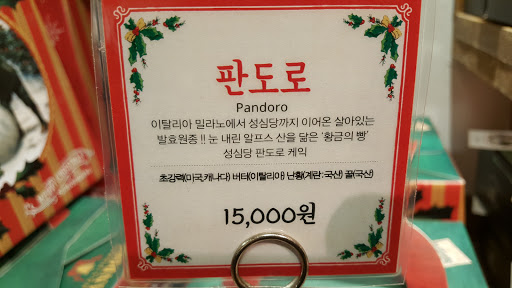 판도로
Pandoro
이탈리아 밀라노에서 성심당까지 이어온 살아있는
발효원종 !! 눈 내린 알프스 산을 닮은 '황금의 빵'
성심당 판도로 케익
초강력(미국,캐나다) 버터(이탈리아) 난황(계란 : 국산) 꿀(국산)
15,000원